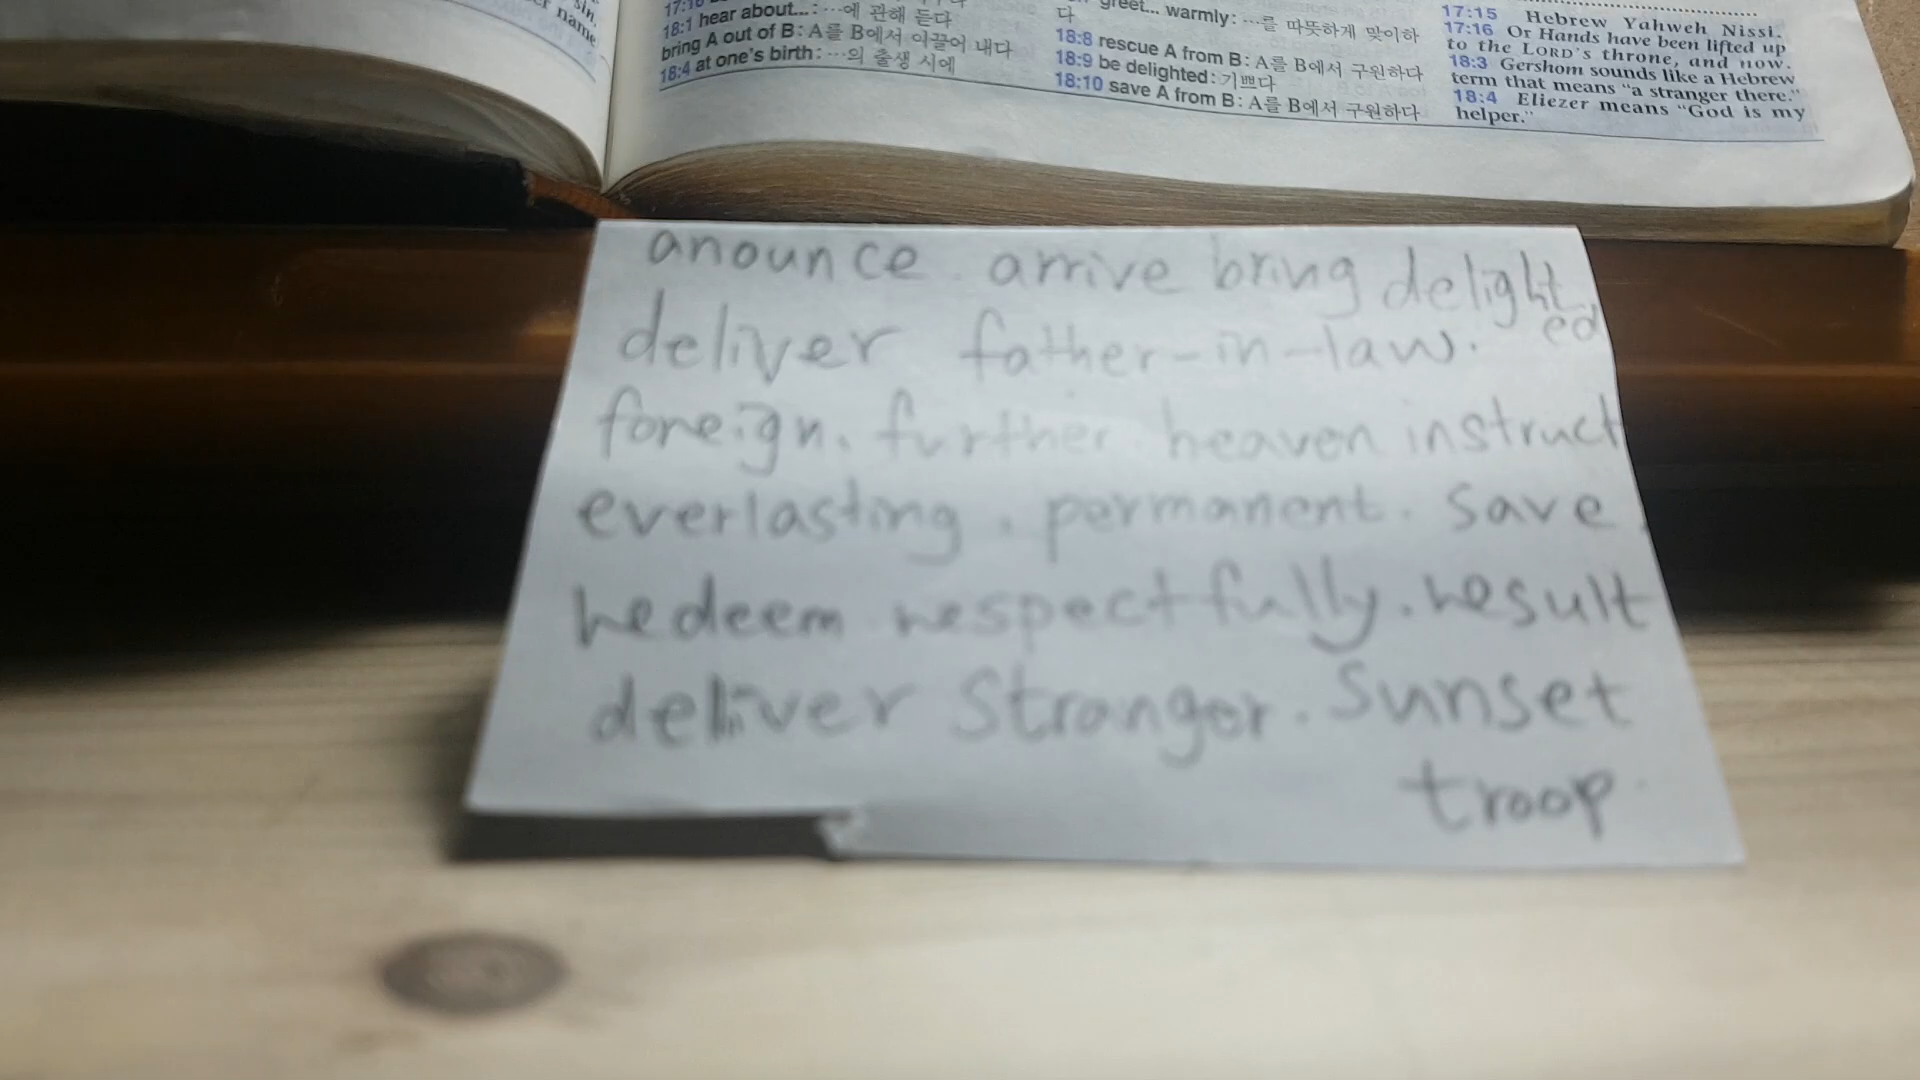 sin.
name
18:1 hear about...: …에 관해 듣다
bring A out of B: A를 B에서 이끌어 내다
18:4 at one's birth: …의 출생 시에
greet... warmly: …를 따뜻하게 맞이하
다
18:8 rescue A from B: A를 B에서 구원하다
18:9 be delighted: 기쁘다
18:10 save A from B: A를 B에서 구원하다
17:15 Hebrew Yahweh Nissi.
17:16 Or Hands have been lifted up
to the LORD's throne, and now.
18:3 Gershom sounds like a Hebrew
term that means "a stranger there."
18:4 Eliezer means "God is my
helper."
anounce. arrive bring delight
ed
deliver father-in-law.
foreign. further. heaven instruct
everlasting. permanent. save.
redeem respectfully. result
deliver Stranger. Sunset
troop.